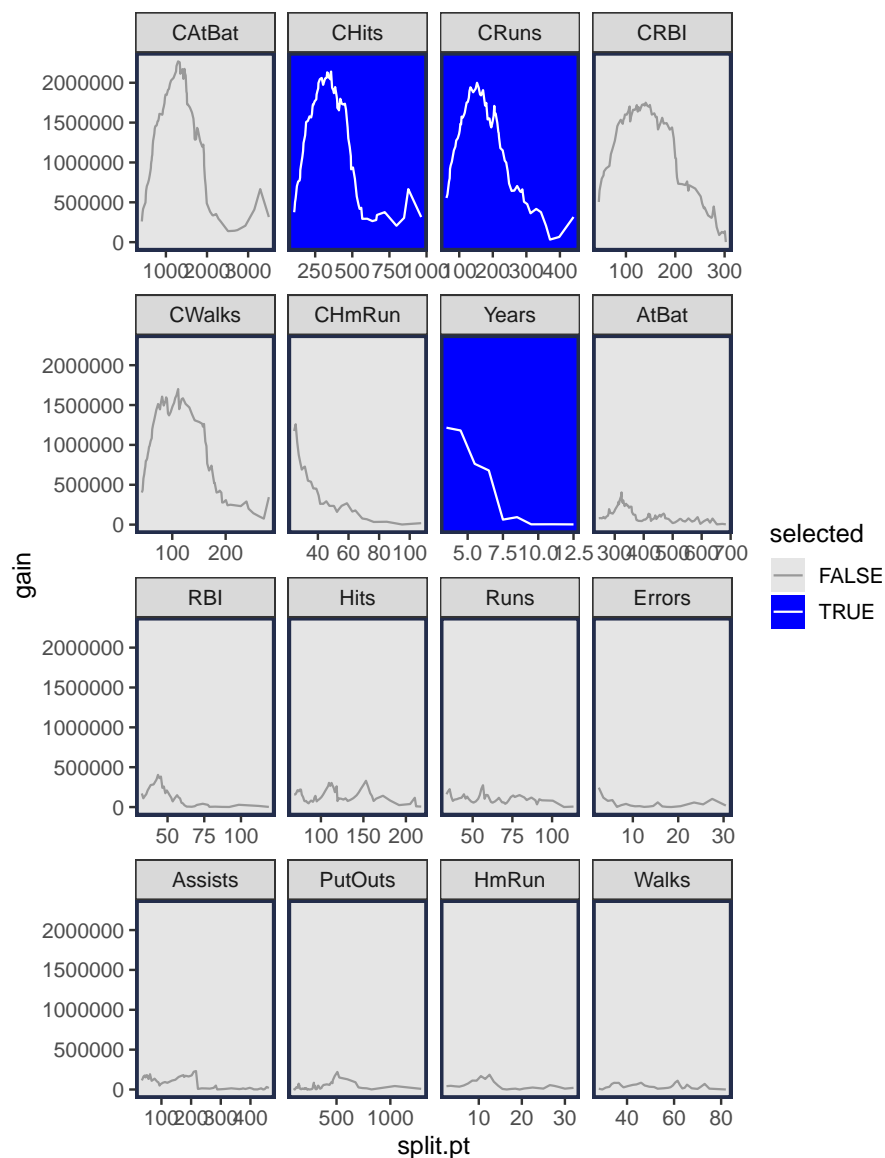 CAtBat CHits CRuns CRBI
2000000
1500000
1000000
500000
0
1000 2000 3000 250 500 750 1000 100 200 300 400 100 200 300
CWalks CHmRun Years AtBat
2000000
1500000
1000000
500000
0
100 200 40 60 80 100 5.0 7.5 10.0 12.5 300 400 500 600 700
gain
selected
FALSE
TRUE
RBI Hits Runs Errors
2000000
1500000
1000000
500000
0
50 75 100 100 150 200 50 75 100 10 20 30
Assists PutOuts HmRun Walks
2000000
1500000
1000000
500000
0
100 200 300 400 500 1000 10 20 30 40 60 80
split.pt